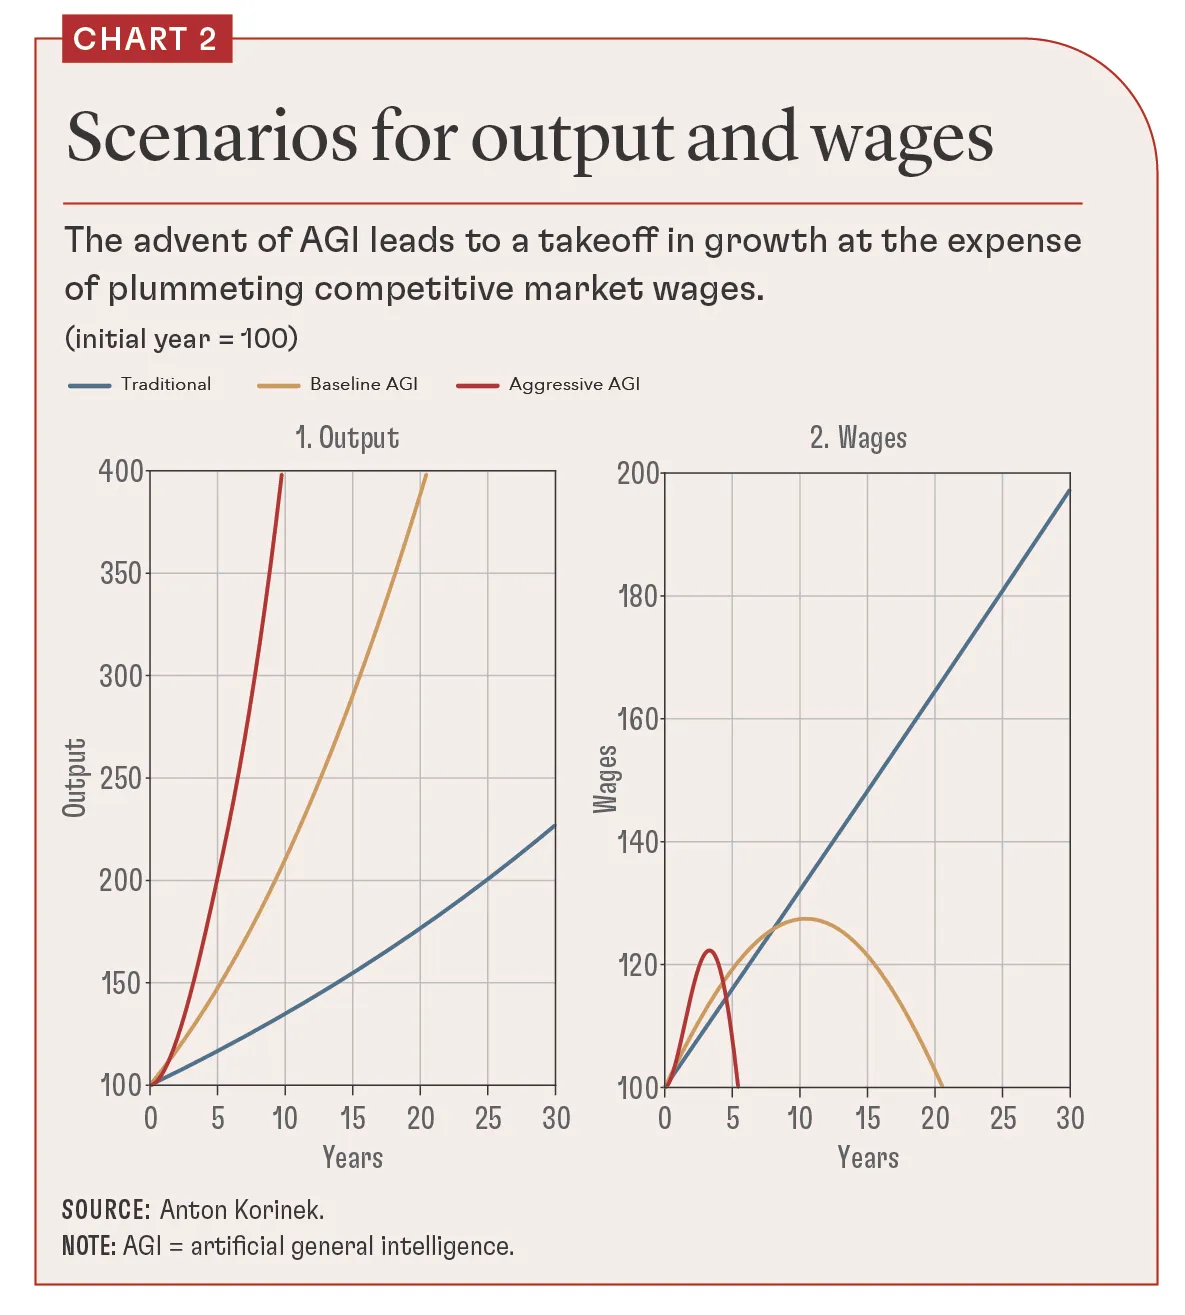 CHART 2
Scenarios for output and wages
The advent of AGI leads to a takeoff in growth at the expense
of plummeting competitive market wages.
(initial year = 100)
Traditional
Baseline AGI
Aggressive AGI
1. Output
400
350
300
250
200
150
100
Output
0 5 10 15 20 25 30
Years
2. Wages
200
180
160
140
120
100
Wages
0 5 10 15 20 25 30
Years
SOURCE: Anton Korinek.
NOTE: AGI = artificial general intelligence.